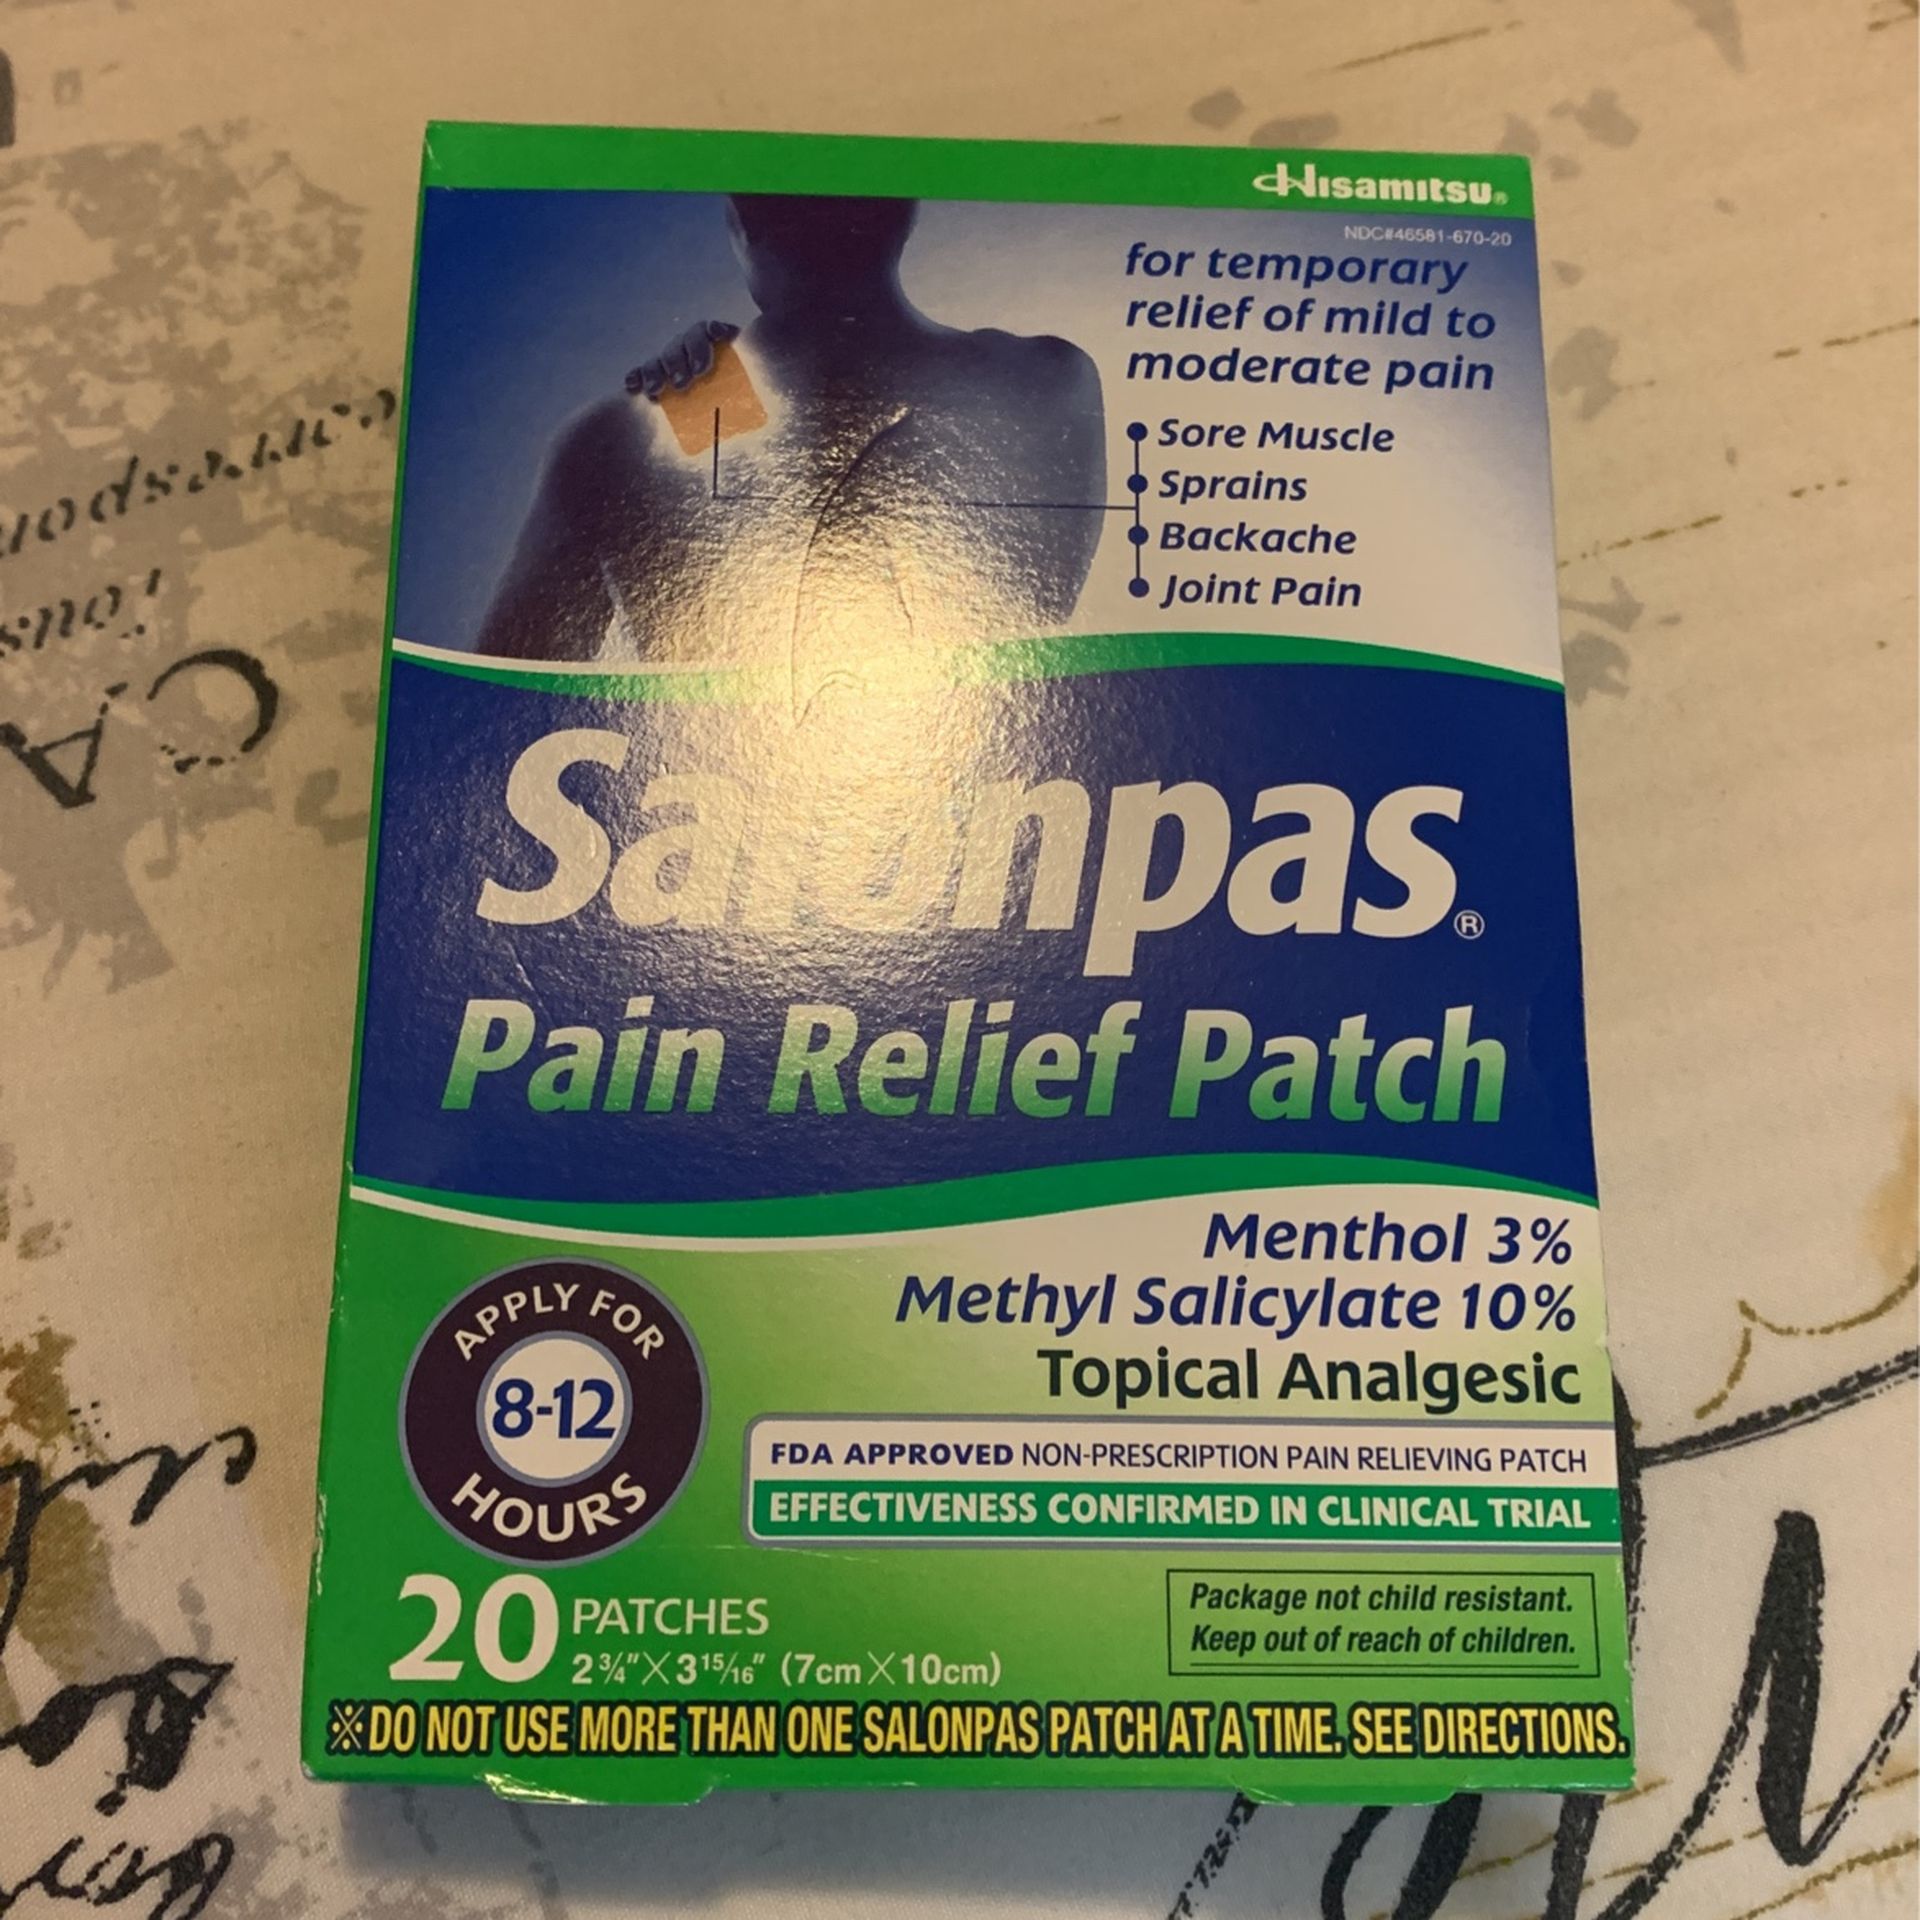 Hisamitsu®
NDC#46581-670-20
for temporary
relief of mild to
moderate pain
Sore Muscle
Sprains
Backache
Joint Pain
Salonpas®
Pain Relief Patch
Menthol 3%
Methyl Salicylate 10%
Topical Analgesic
APPLY FOR
8-12
HOURS
FDA APPROVED NON-PRESCRIPTION PAIN RELIEVING PATCH
EFFECTIVENESS CONFIRMED IN CLINICAL TRIAL
20 PATCHES
2 3/4" X 3 15/16" (7cm X 10cm)
Package not child resistant.
Keep out of reach of children.
※DO NOT USE MORE THAN ONE SALONPAS PATCH AT A TIME. SEE DIRECTIONS.